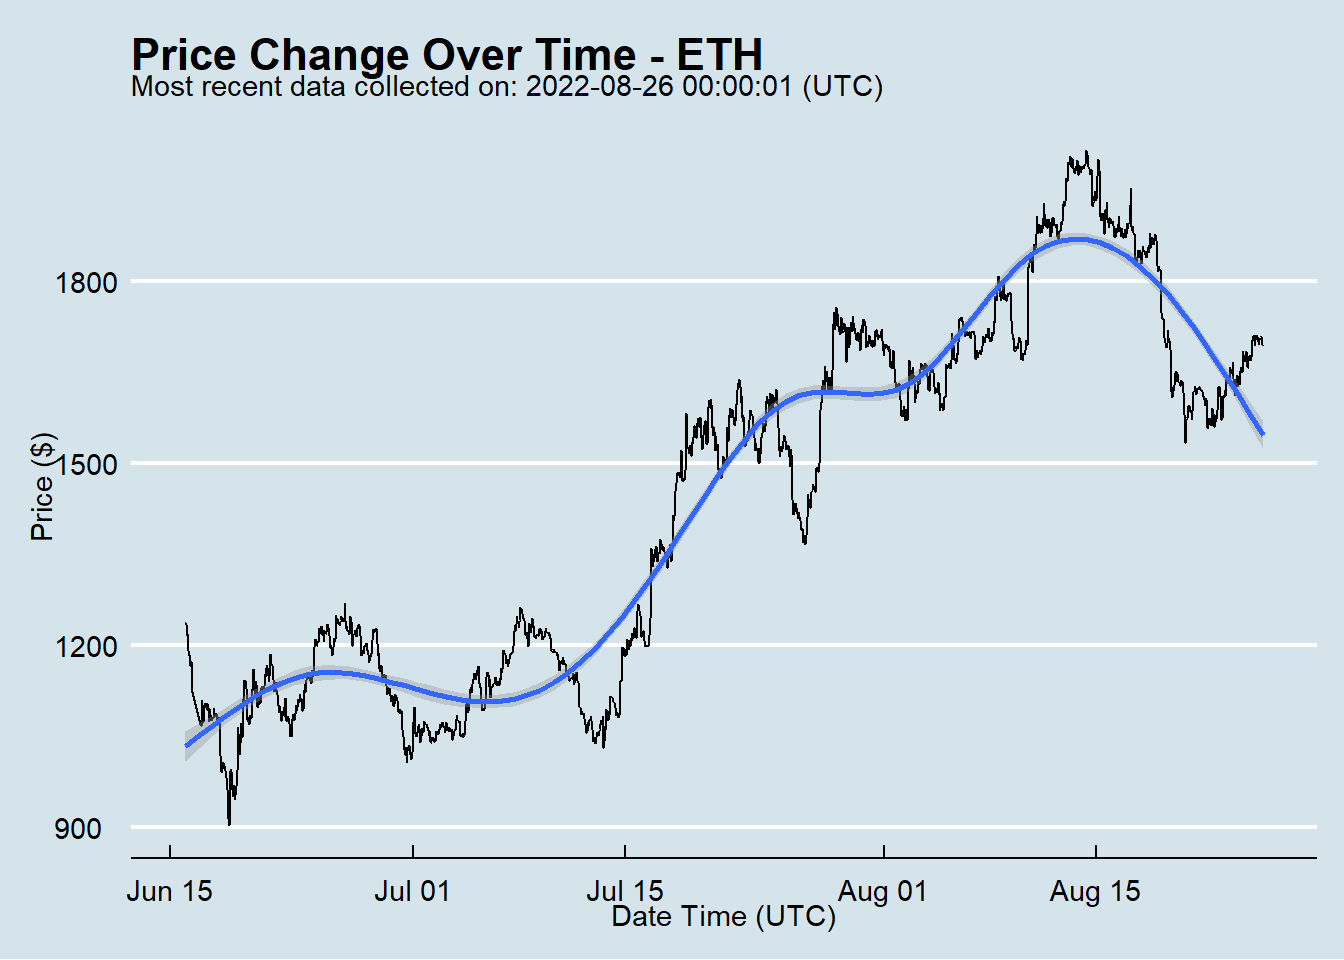 Price Change Over Time - ETH
Most recent data collected on: 2022-08-26 00:00:01 (UTC)
Price ($)
1800
1500
1200
900
Jun 15
Jul 01
Jul 15
Aug 01
Aug 15
Date Time (UTC)